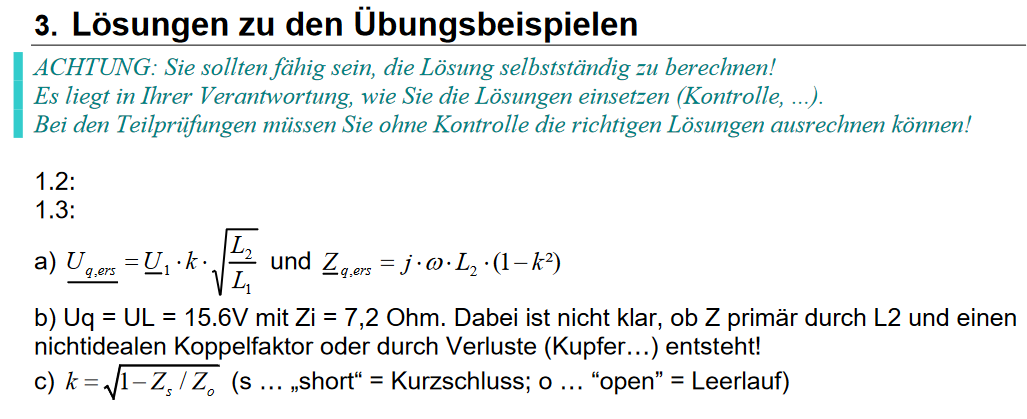 3. Lösungen zu den Übungsbeispielen
ACHTUNG: Sie sollten fähig sein, die Lösung selbstständig zu berechnen!
Es liegt in Ihrer Verantwortung, wie Sie die Lösungen einsetzen (Kontrolle, ...).
Bei den Teilprüfungen müssen Sie ohne Kontrolle die richtigen Lösungen ausrechnen können!
1.2:
1.3:
a) U_q,ers = U_1 · k · √(L_2 / L_1) und Z_q,ers = j · ω · L_2 · (1 − k²)
b) Uq = UL = 15.6V mit Zi = 7,2 Ohm. Dabei ist nicht klar, ob Z primär durch L2 und einen
nichtidealen Koppelfaktor oder durch Verluste (Kupfer…) entsteht!
c) k = √(1 − Z_s / Z_o) (s … „short“ = Kurzschluss; o … “open” = Leerlauf)